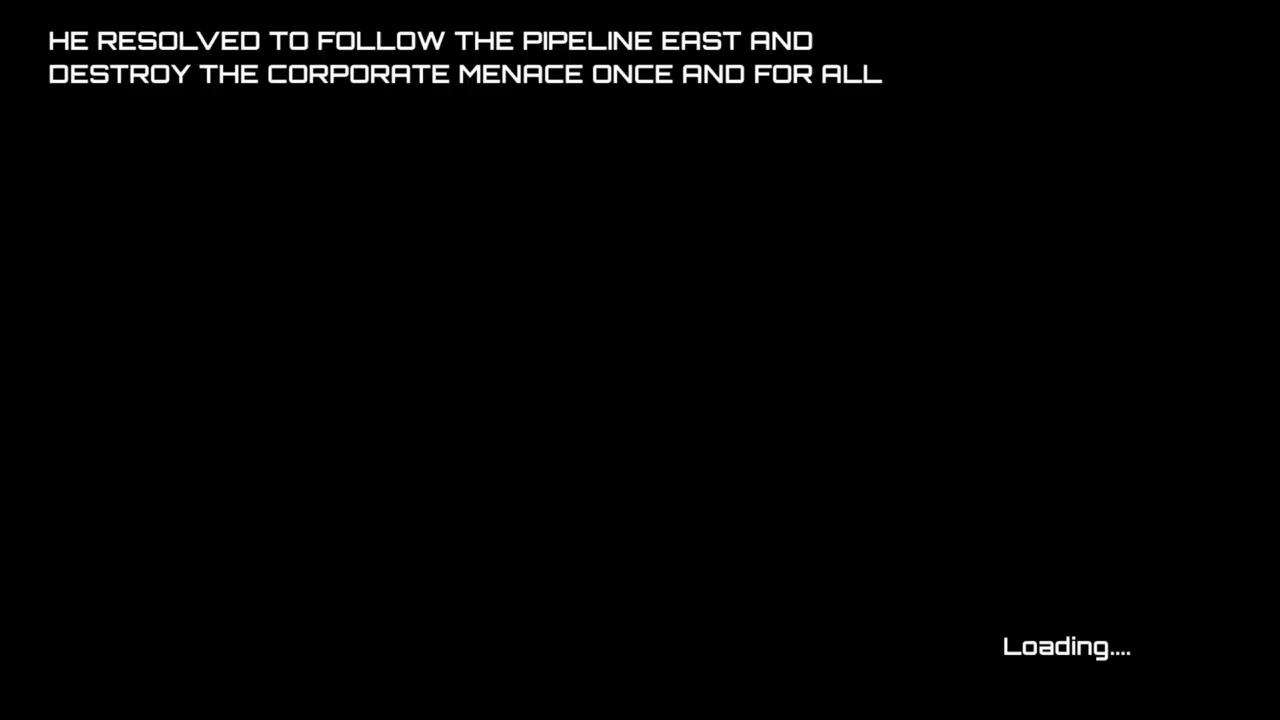 HE RESOLVED TO FOLLOW THE PIPELINE EAST AND
DESTROY THE CORPORATE MENACE ONCE AND FOR ALL
Loading....